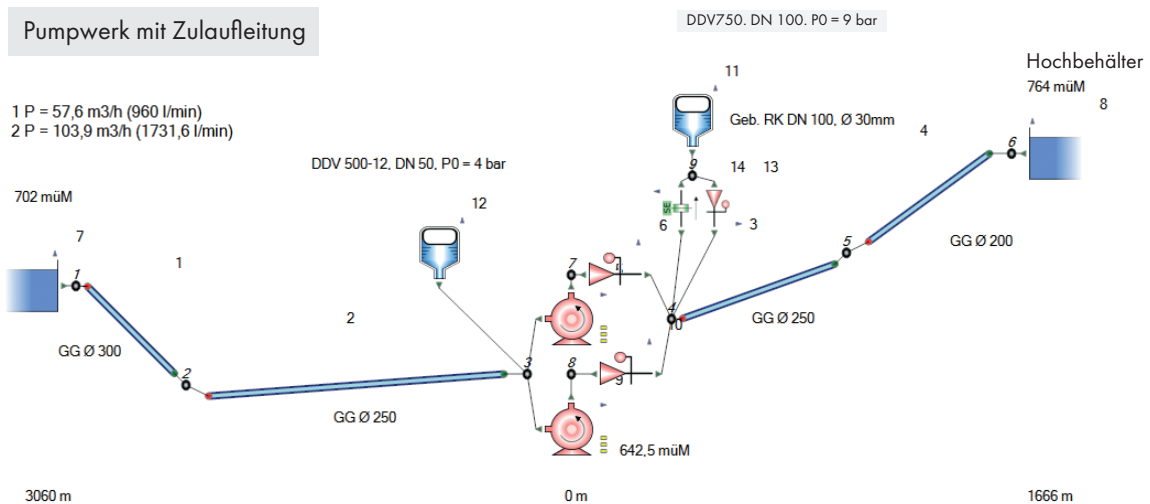 Pumpwerk mit Zulaufleitung
DDV750. DN 100. P0 = 9 bar
Hochbehälter
764 müM
1 P = 57,6 m3/h (960 l/min)
2 P = 103,9 m3/h (1731,6 l/min)
11
8
Geb. RK DN 100, Ø 30mm
4
6
DDV 500-12, DN 50, P0 = 4 bar
9
14
13
702 müM
12
SE
6
3
7
1
5
GG Ø 200
1
7
2
4
10
GG Ø 250
GG Ø 300
2
3
8
9
GG Ø 250
642,5 müM
3060 m
0 m
1666 m